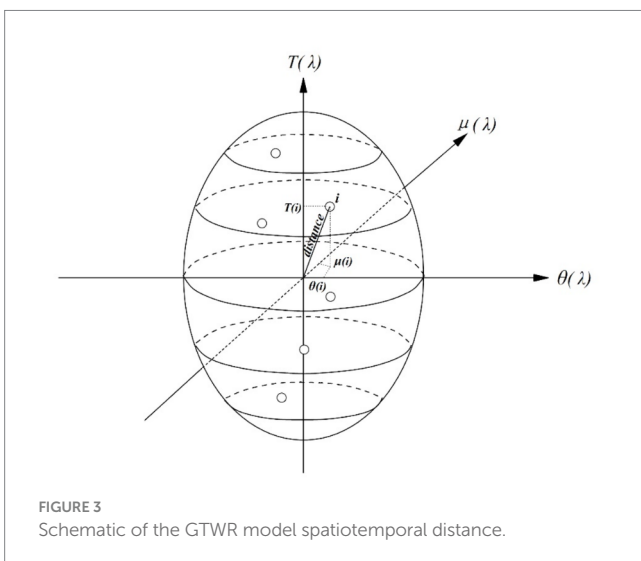 T(λ)
μ(λ)
i
T(i)
distance
μ(i)
θ(i)
θ(λ)
FIGURE 3
Schematic of the GTWR model spatiotemporal distance.